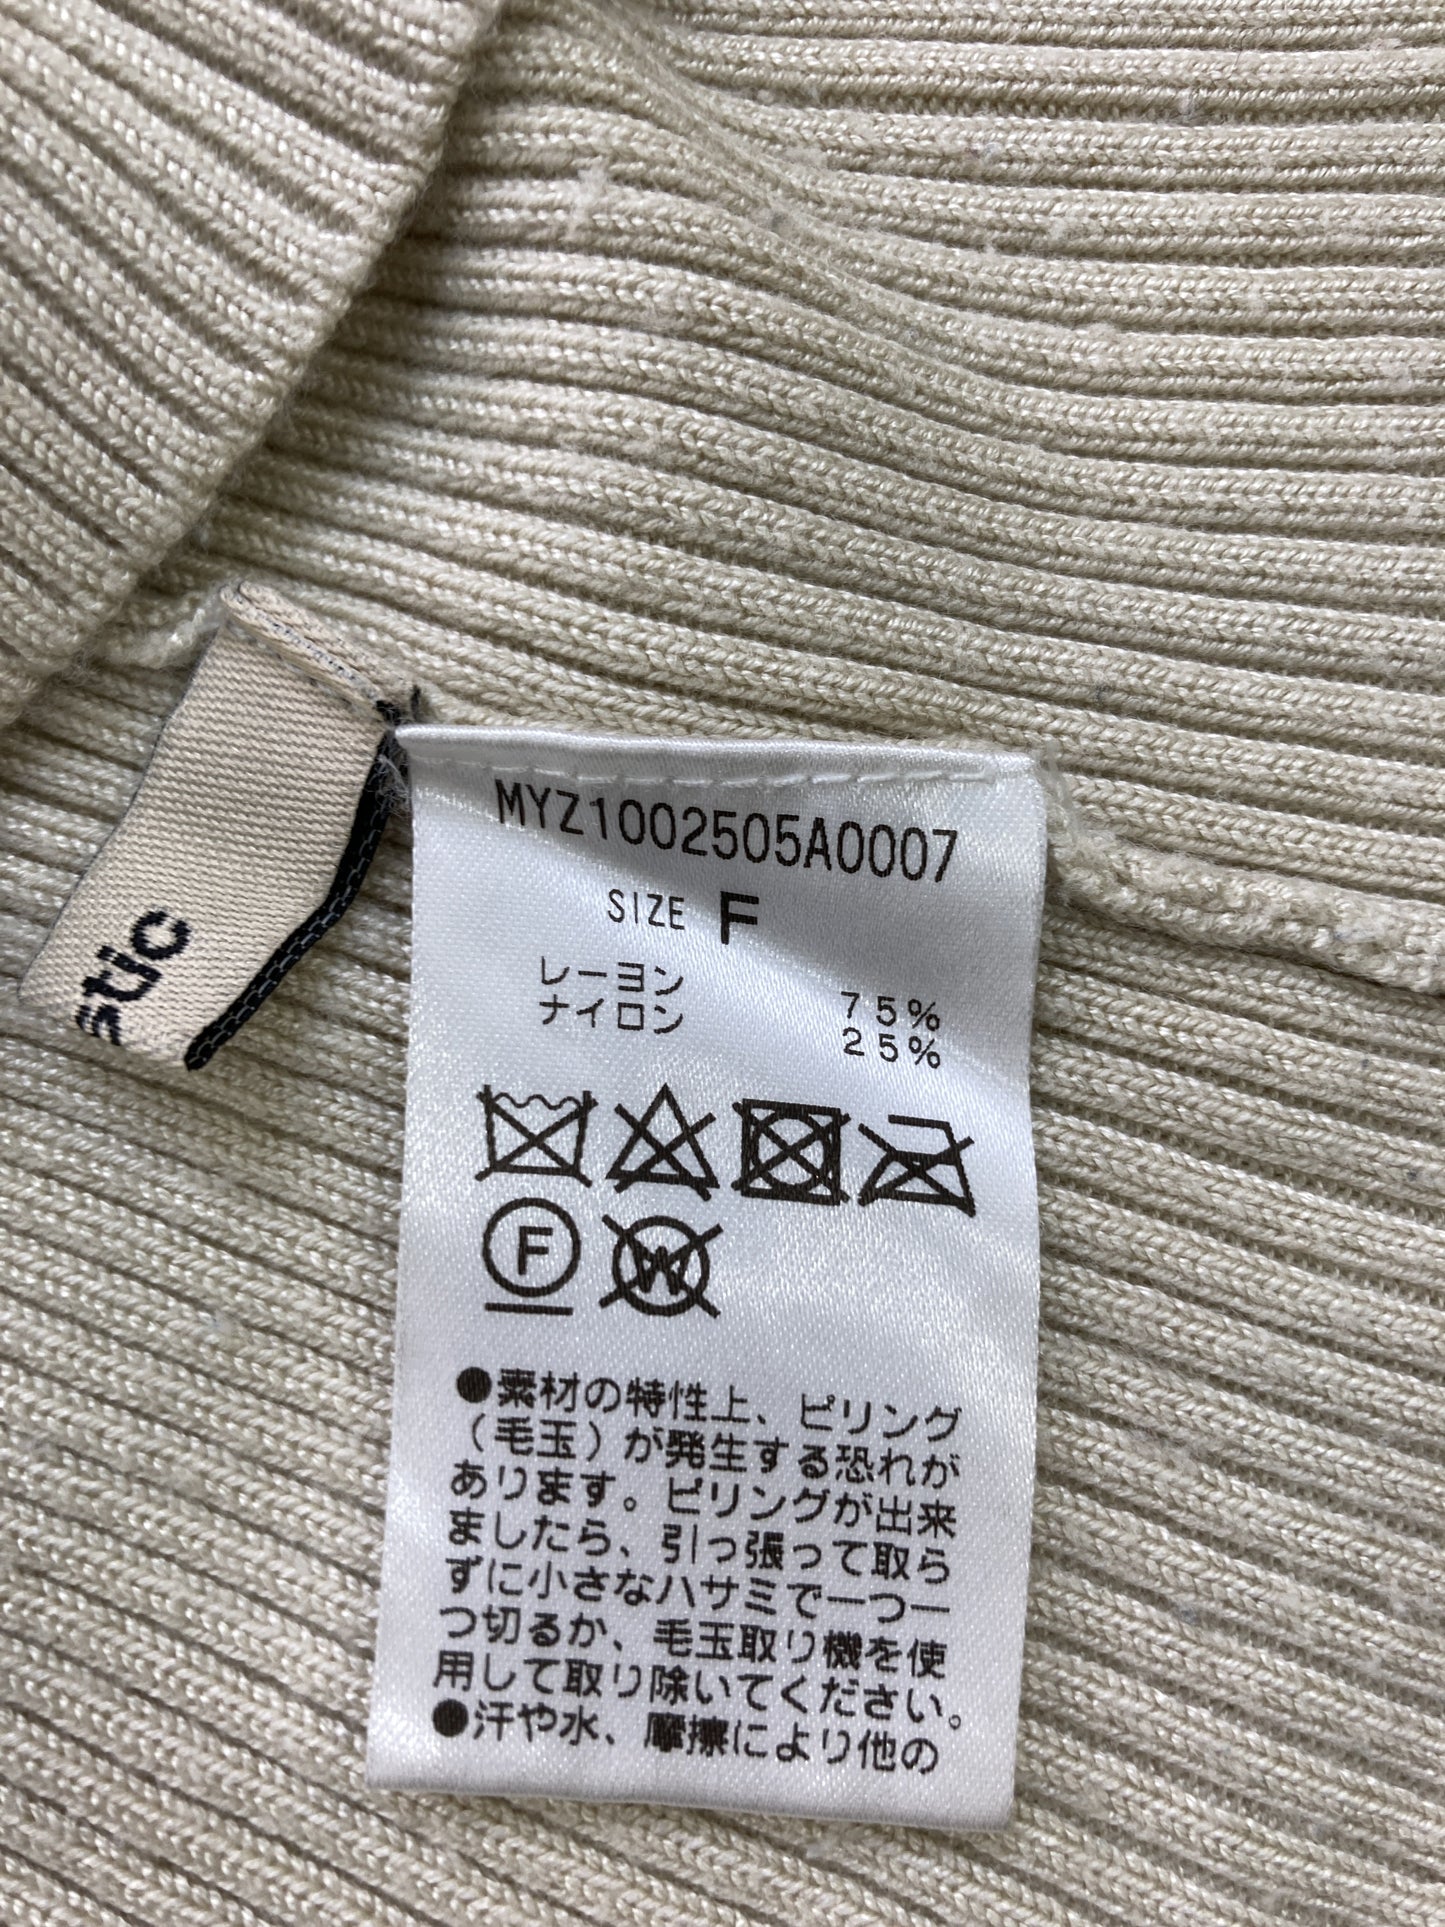 stic
MYZ1002505A0007
SIZE F
レーヨン 75%
ナイロン 25%
F
W
●素材の特性上、ピリング
(毛玉)が発生する恐れが
あります。ピリングが出来
ましたら、引っ張って取ら
ずに小さなハサミで一つ一
つ切るか、毛玉取り機を使
用して取り除いてください。
●汗や水、摩擦により他の